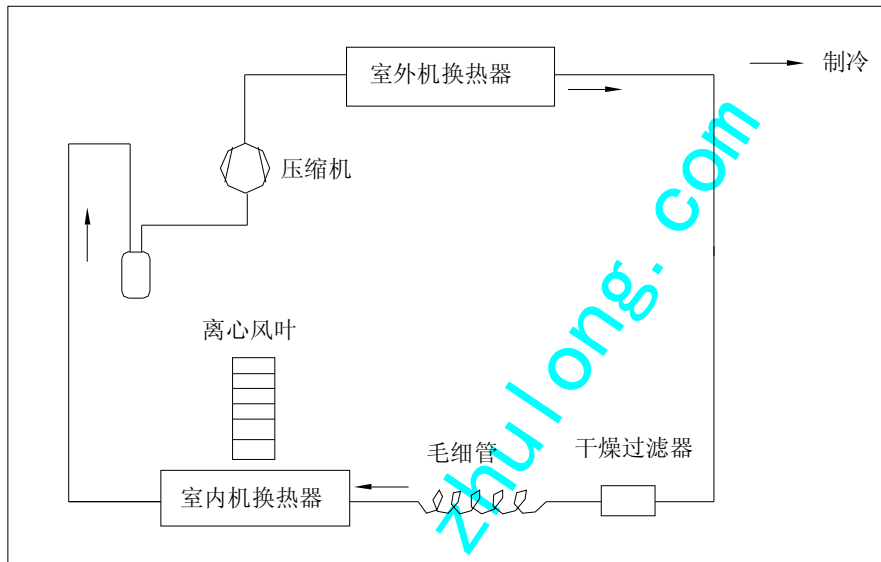 室外机换热器
制冷
压缩机
离心风叶
毛细管
干燥过滤器
室内机换热器
zhulong.com